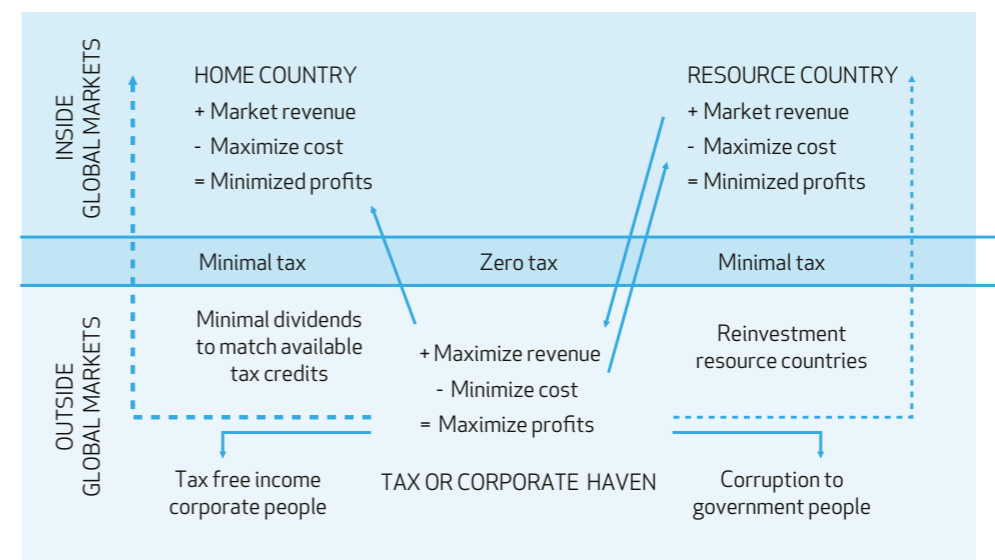 INSIDE
GLOBAL MARKETS
HOME COUNTRY
+ Market revenue
- Maximize cost
= Minimized profits
RESOURCE COUNTRY
+ Market revenue
- Maximize cost
= Minimized profits
Minimal tax
Zero tax
Minimal tax
OUTSIDE
GLOBAL MARKETS
Minimal dividends
to match available
tax credits
+ Maximize revenue
- Minimize cost
= Maximize profits
Reinvestment
resource countries
Tax free income
corporate people
TAX OR CORPORATE HAVEN
Corruption to
government people